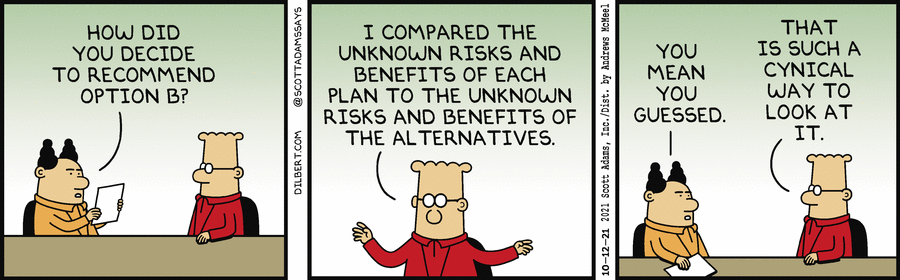 HOW DID
YOU DECIDE
TO RECOMMEND
OPTION B?
DILBERT.COM @SCOTTADAMSSAYS
I COMPARED THE
UNKNOWN RISKS AND
BENEFITS OF EACH
PLAN TO THE UNKNOWN
RISKS AND BENEFITS OF
THE ALTERNATIVES.
10-12-21 2021 Scott Adams, Inc./Dist. by Andrews McMeel
YOU
MEAN
YOU
GUESSED.
THAT
IS SUCH A
CYNICAL
WAY TO
LOOK AT
IT.